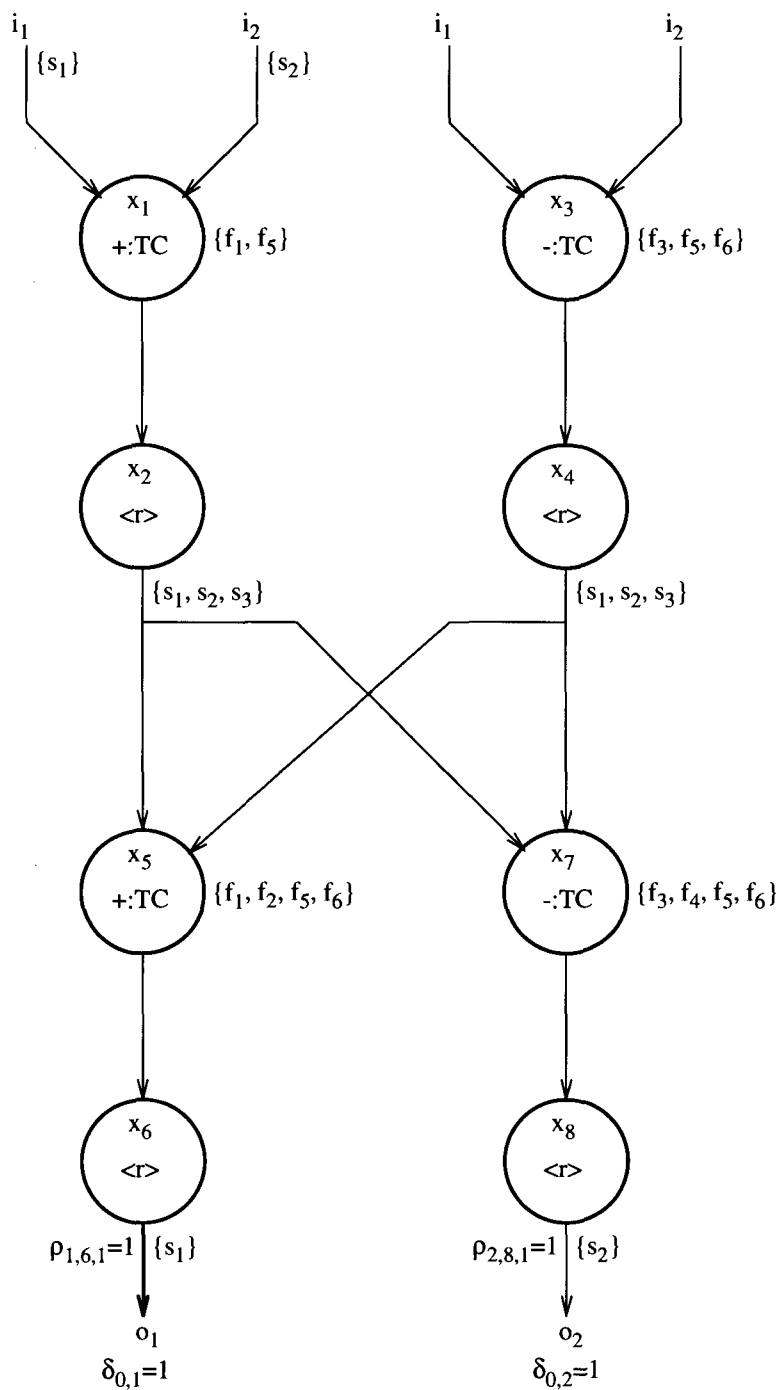 i1 i2 i1 i2
{s1} {s2}
x1 x3
+:TC {f1, f5} -:TC {f3, f5, f6}
x2 x4
<r> <r>
{s1, s2, s3} {s1, s2, s3}
x5 x7
+:TC {f1, f2, f5, f6} -:TC {f3, f4, f5, f6}
x6 x8
<r> <r>
ρ1,6,1=1 {s1} ρ2,8,1=1 {s2}
o1 o2
δ0,1=1 δ0,2=1